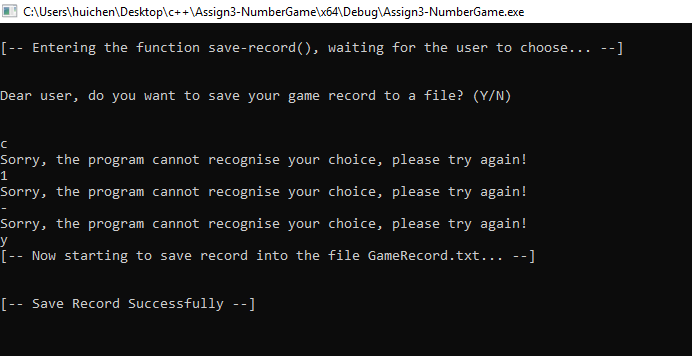 C:\Users\huichen\Desktop\c++\Assign3-NumberGame\x64\Debug\Assign3-NumberGame.exe
[-- Entering the function save-record(), waiting for the user to choose... --]
Dear user, do you want to save your game record to a file? (Y/N)
c
Sorry, the program cannot recognise your choice, please try again!
1
Sorry, the program cannot recognise your choice, please try again!
-
Sorry, the program cannot recognise your choice, please try again!
y
[-- Now starting to save record into the file GameRecord.txt... --]
[-- Save Record Successfully --]